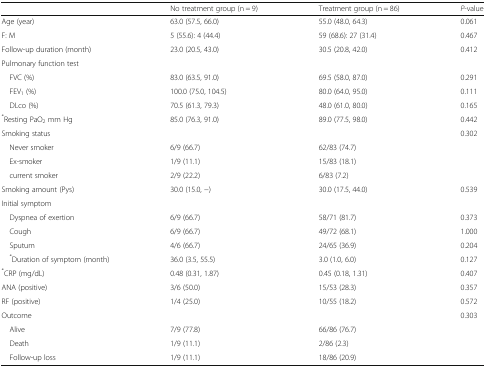 No treatment group (n = 9) Treatment group (n = 86) P-value
Age (year) 63.0 (57.5, 66.0) 55.0 (48.0, 64.3) 0.061
F: M 5 (55.6): 4 (44.4) 59 (68.6): 27 (31.4) 0.467
Follow-up duration (month) 23.0 (20.5, 43.0) 30.5 (20.8, 42.0) 0.412
Pulmonary function test
FVC (%) 83.0 (63.5, 91.0) 69.5 (58.0, 87.0) 0.291
FEV₁ (%) 100.0 (75.0, 104.5) 80.0 (64.0, 95.0) 0.111
DLco (%) 70.5 (61.3, 79.3) 48.0 (61.0, 80.0) 0.165
*Resting PaO₂ mm Hg 85.0 (76.3, 91.0) 89.0 (77.5, 98.0) 0.442
Smoking status 0.302
Never smoker 6/9 (66.7) 62/83 (74.7)
Ex-smoker 1/9 (11.1) 15/83 (18.1)
current smoker 2/9 (22.2) 6/83 (7.2)
Smoking amount (Pys) 30.0 (15.0, −) 30.0 (17.5, 44.0) 0.539
Initial symptom
Dyspnea of exertion 6/9 (66.7) 58/71 (81.7) 0.373
Cough 6/9 (66.7) 49/72 (68.1) 1.000
Sputum 4/6 (66.7) 24/65 (36.9) 0.204
*Duration of symptom (month) 36.0 (3.5, 55.5) 3.0 (1.0, 6.0) 0.127
*CRP (mg/dL) 0.48 (0.31, 1.87) 0.45 (0.18, 1.31) 0.407
ANA (positive) 3/6 (50.0) 15/53 (28.3) 0.357
RF (positive) 1/4 (25.0) 10/55 (18.2) 0.572
Outcome 0.303
Alive 7/9 (77.8) 66/86 (76.7)
Death 1/9 (11.1) 2/86 (2.3)
Follow-up loss 1/9 (11.1) 18/86 (20.9)